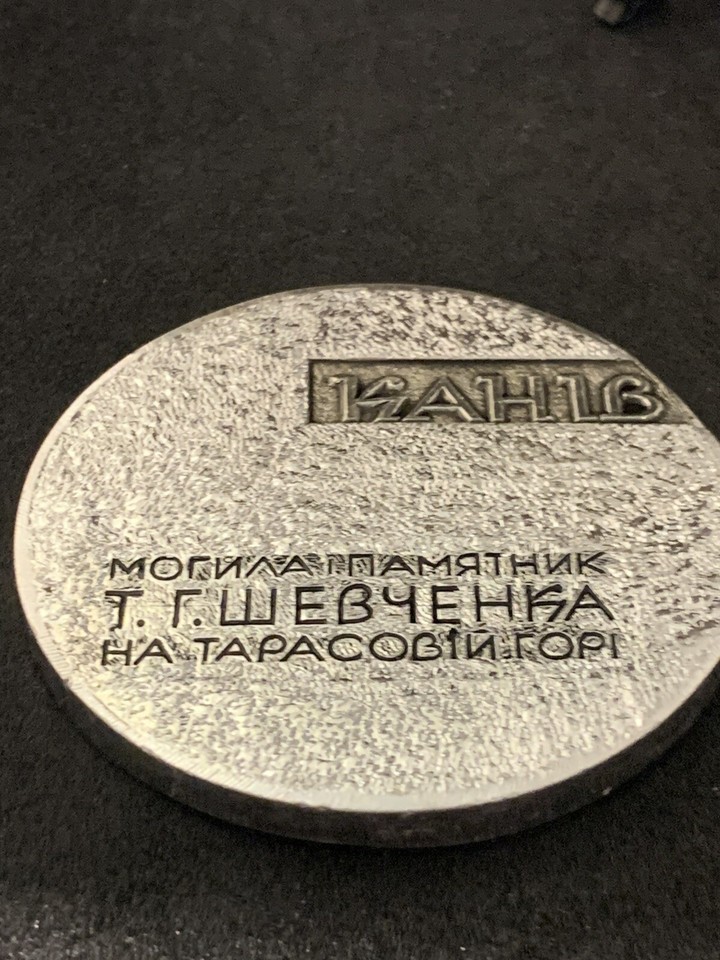 КАНІВ
МОГИЛА І ПАМЯТНИК
Т. Г. ШЕВЧЕНКА
НА ТАРАСОВІЙ ГОРІ